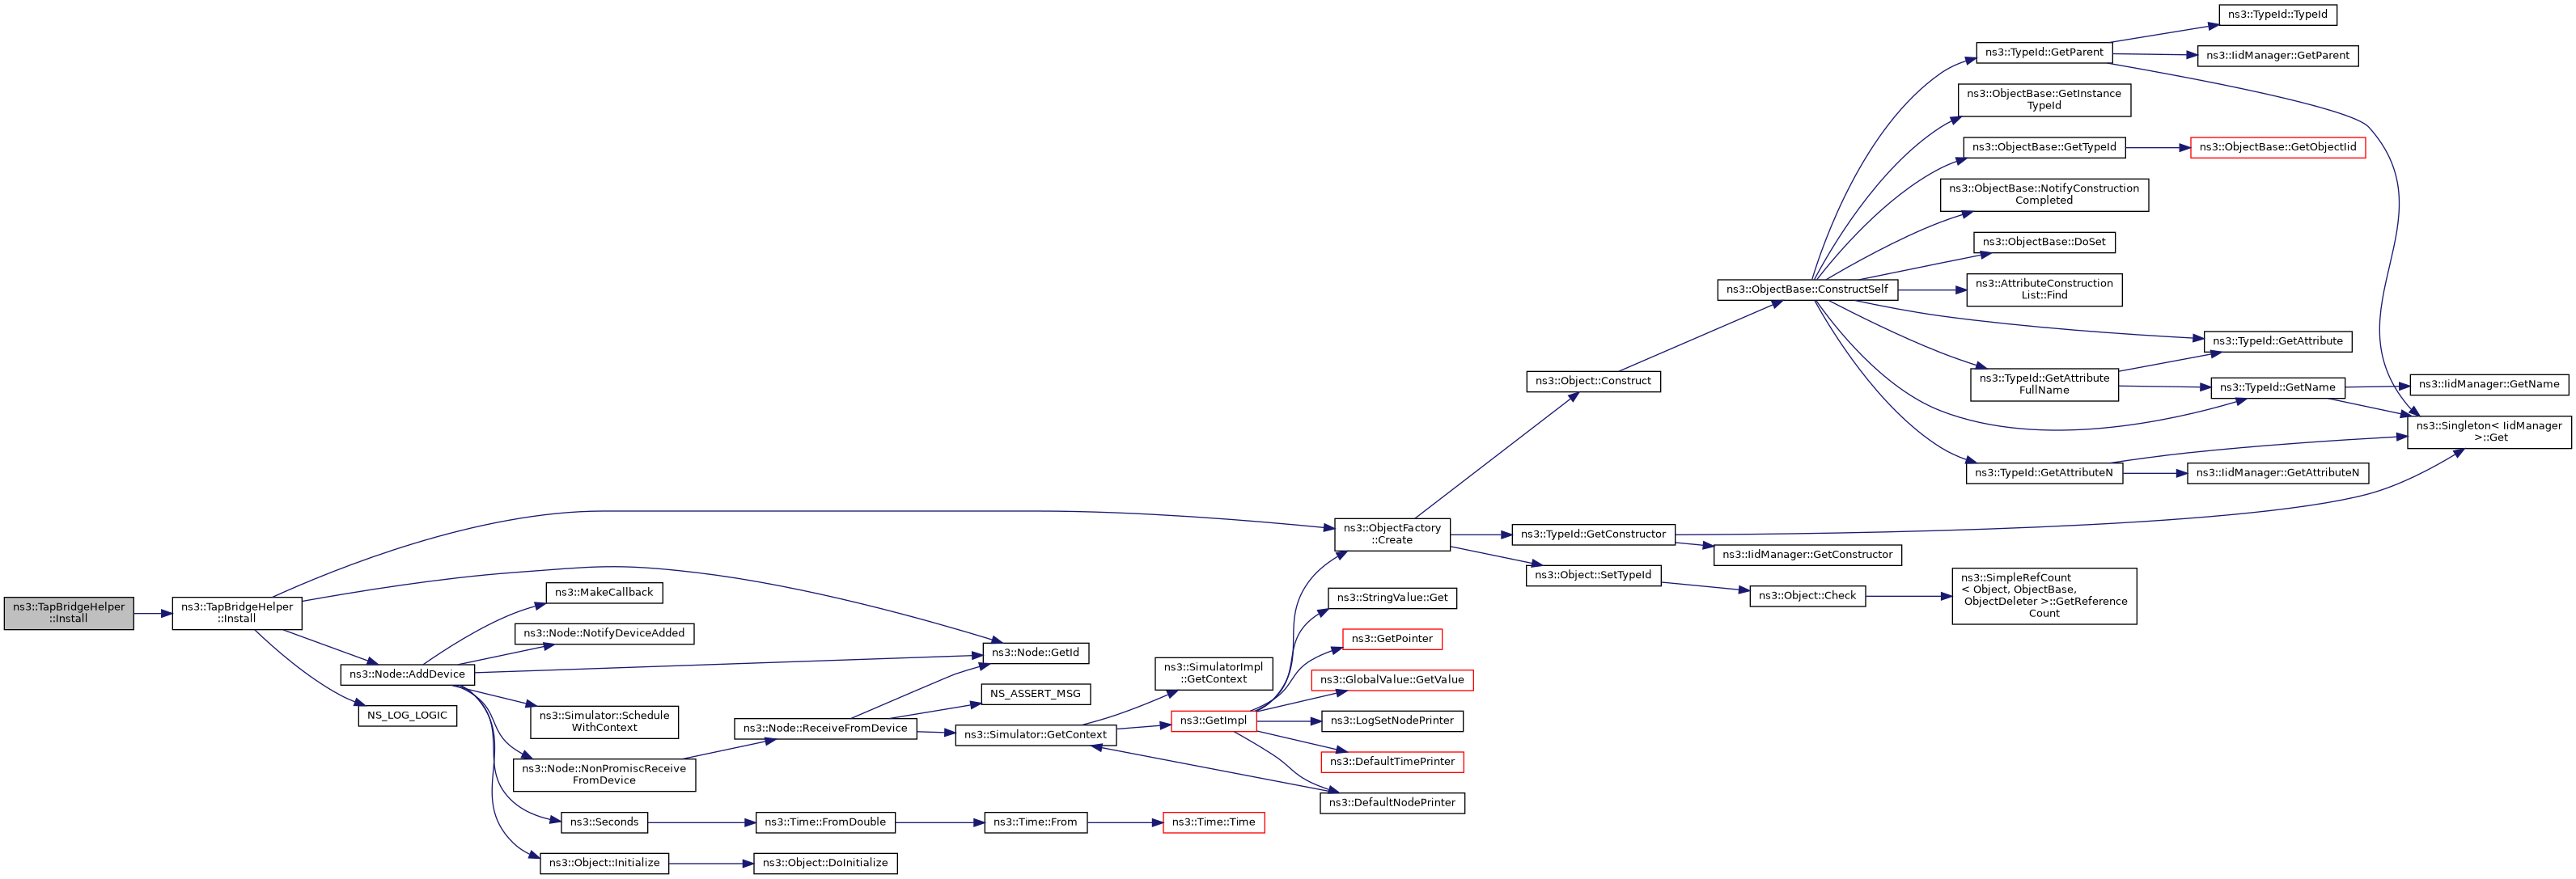 ns3::TapBridgeHelper
::Install
ns3::TapBridgeHelper
::Install
ns3::Node::AddDevice
NS_LOG_LOGIC
ns3::MakeCallback
ns3::Node::NotifyDeviceAdded
ns3::Simulator::Schedule
WithContext
ns3::Node::NonPromiscReceive
FromDevice
ns3::Seconds
ns3::Object::Initialize
ns3::Node::ReceiveFromDevice
ns3::Time::FromDouble
ns3::Object::DoInitialize
ns3::Node::GetId
NS_ASSERT_MSG
ns3::Simulator::GetContext
ns3::Time::From
ns3::SimulatorImpl
::GetContext
ns3::GetImpl
ns3::Time::Time
ns3::ObjectFactory
::Create
ns3::StringValue::Get
ns3::GetPointer
ns3::GlobalValue::GetValue
ns3::LogSetNodePrinter
ns3::DefaultTimePrinter
ns3::DefaultNodePrinter
ns3::Object::Construct
ns3::TypeId::GetConstructor
ns3::Object::SetTypeId
ns3::ObjectBase::ConstructSelf
ns3::IidManager::GetConstructor
ns3::Object::Check
ns3::TypeId::GetParent
ns3::ObjectBase::GetInstance
TypeId
ns3::ObjectBase::GetTypeId
ns3::ObjectBase::NotifyConstruction
Completed
ns3::ObjectBase::DoSet
ns3::AttributeConstruction
List::Find
ns3::TypeId::GetAttribute
FullName
ns3::TypeId::GetAttributeN
ns3::SimpleRefCount
< Object, ObjectBase,
ObjectDeleter >::GetReference
Count
ns3::TypeId::TypeId
ns3::IidManager::GetParent
ns3::ObjectBase::GetObjectIid
ns3::TypeId::GetAttribute
ns3::TypeId::GetName
ns3::IidManager::GetAttributeN
ns3::IidManager::GetName
ns3::Singleton< IidManager
>::Get